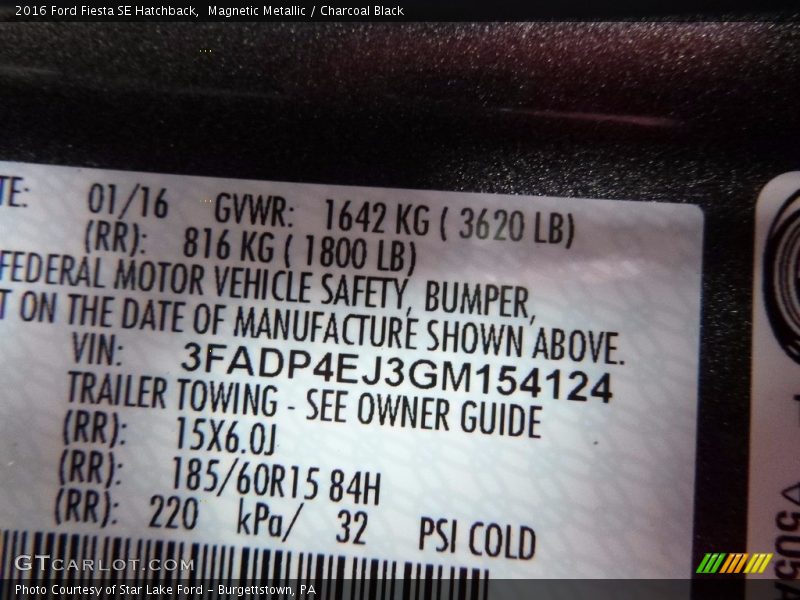 2016 Ford Fiesta SE Hatchback,  Magnetic Metallic / Charcoal Black
TE: 01/16 GVWR: 1642 KG ( 3620 LB)
(RR): 816 KG ( 1800 LB)
FEDERAL MOTOR VEHICLE SAFETY, BUMPER,
T ON THE DATE OF MANUFACTURE SHOWN ABOVE.
VIN: 3FADP4EJ3GM154124
TRAILER TOWING - SEE OWNER GUIDE
(RR): 15X6.0J
(RR): 185/60R15 84H
(RR): 220 kPa/ 32 PSI COLD
GTcarlot.com
Photo Courtesy of Star Lake Ford - Burgettstown, PA